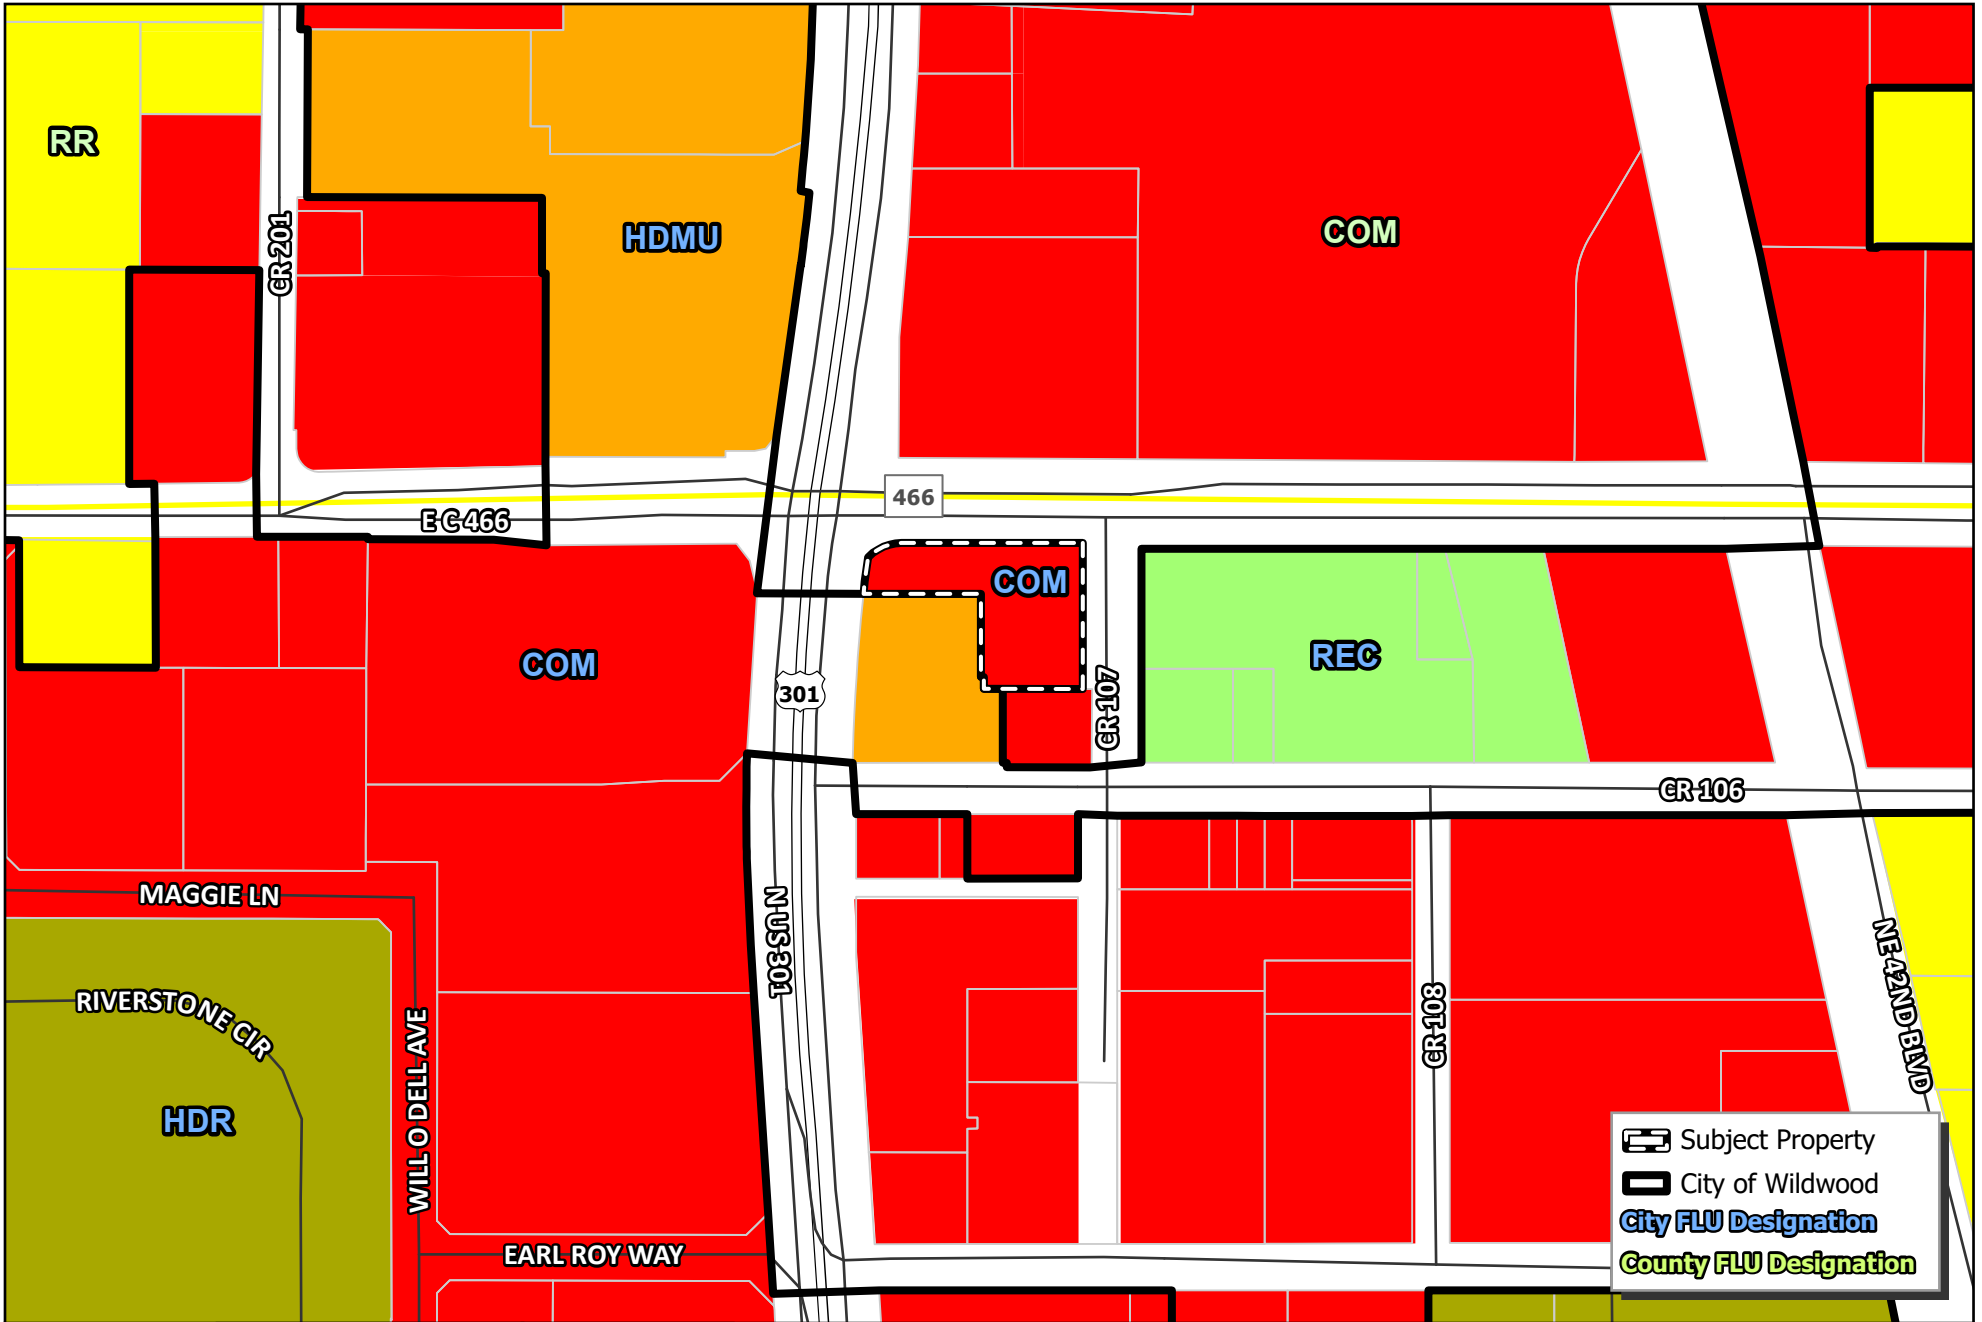 RR
CR 201
HDMU
COM
466
E C 466
COM
COM
REC
301
CR 107
CR 106
MAGGIE LN
N US 301
RIVERSTONE CIR
WILL O DELL AVE
CR 108
NE 42ND BLVD
HDR
EARL ROY WAY
Subject Property
City of Wildwood
City FLU Designation
County FLU Designation